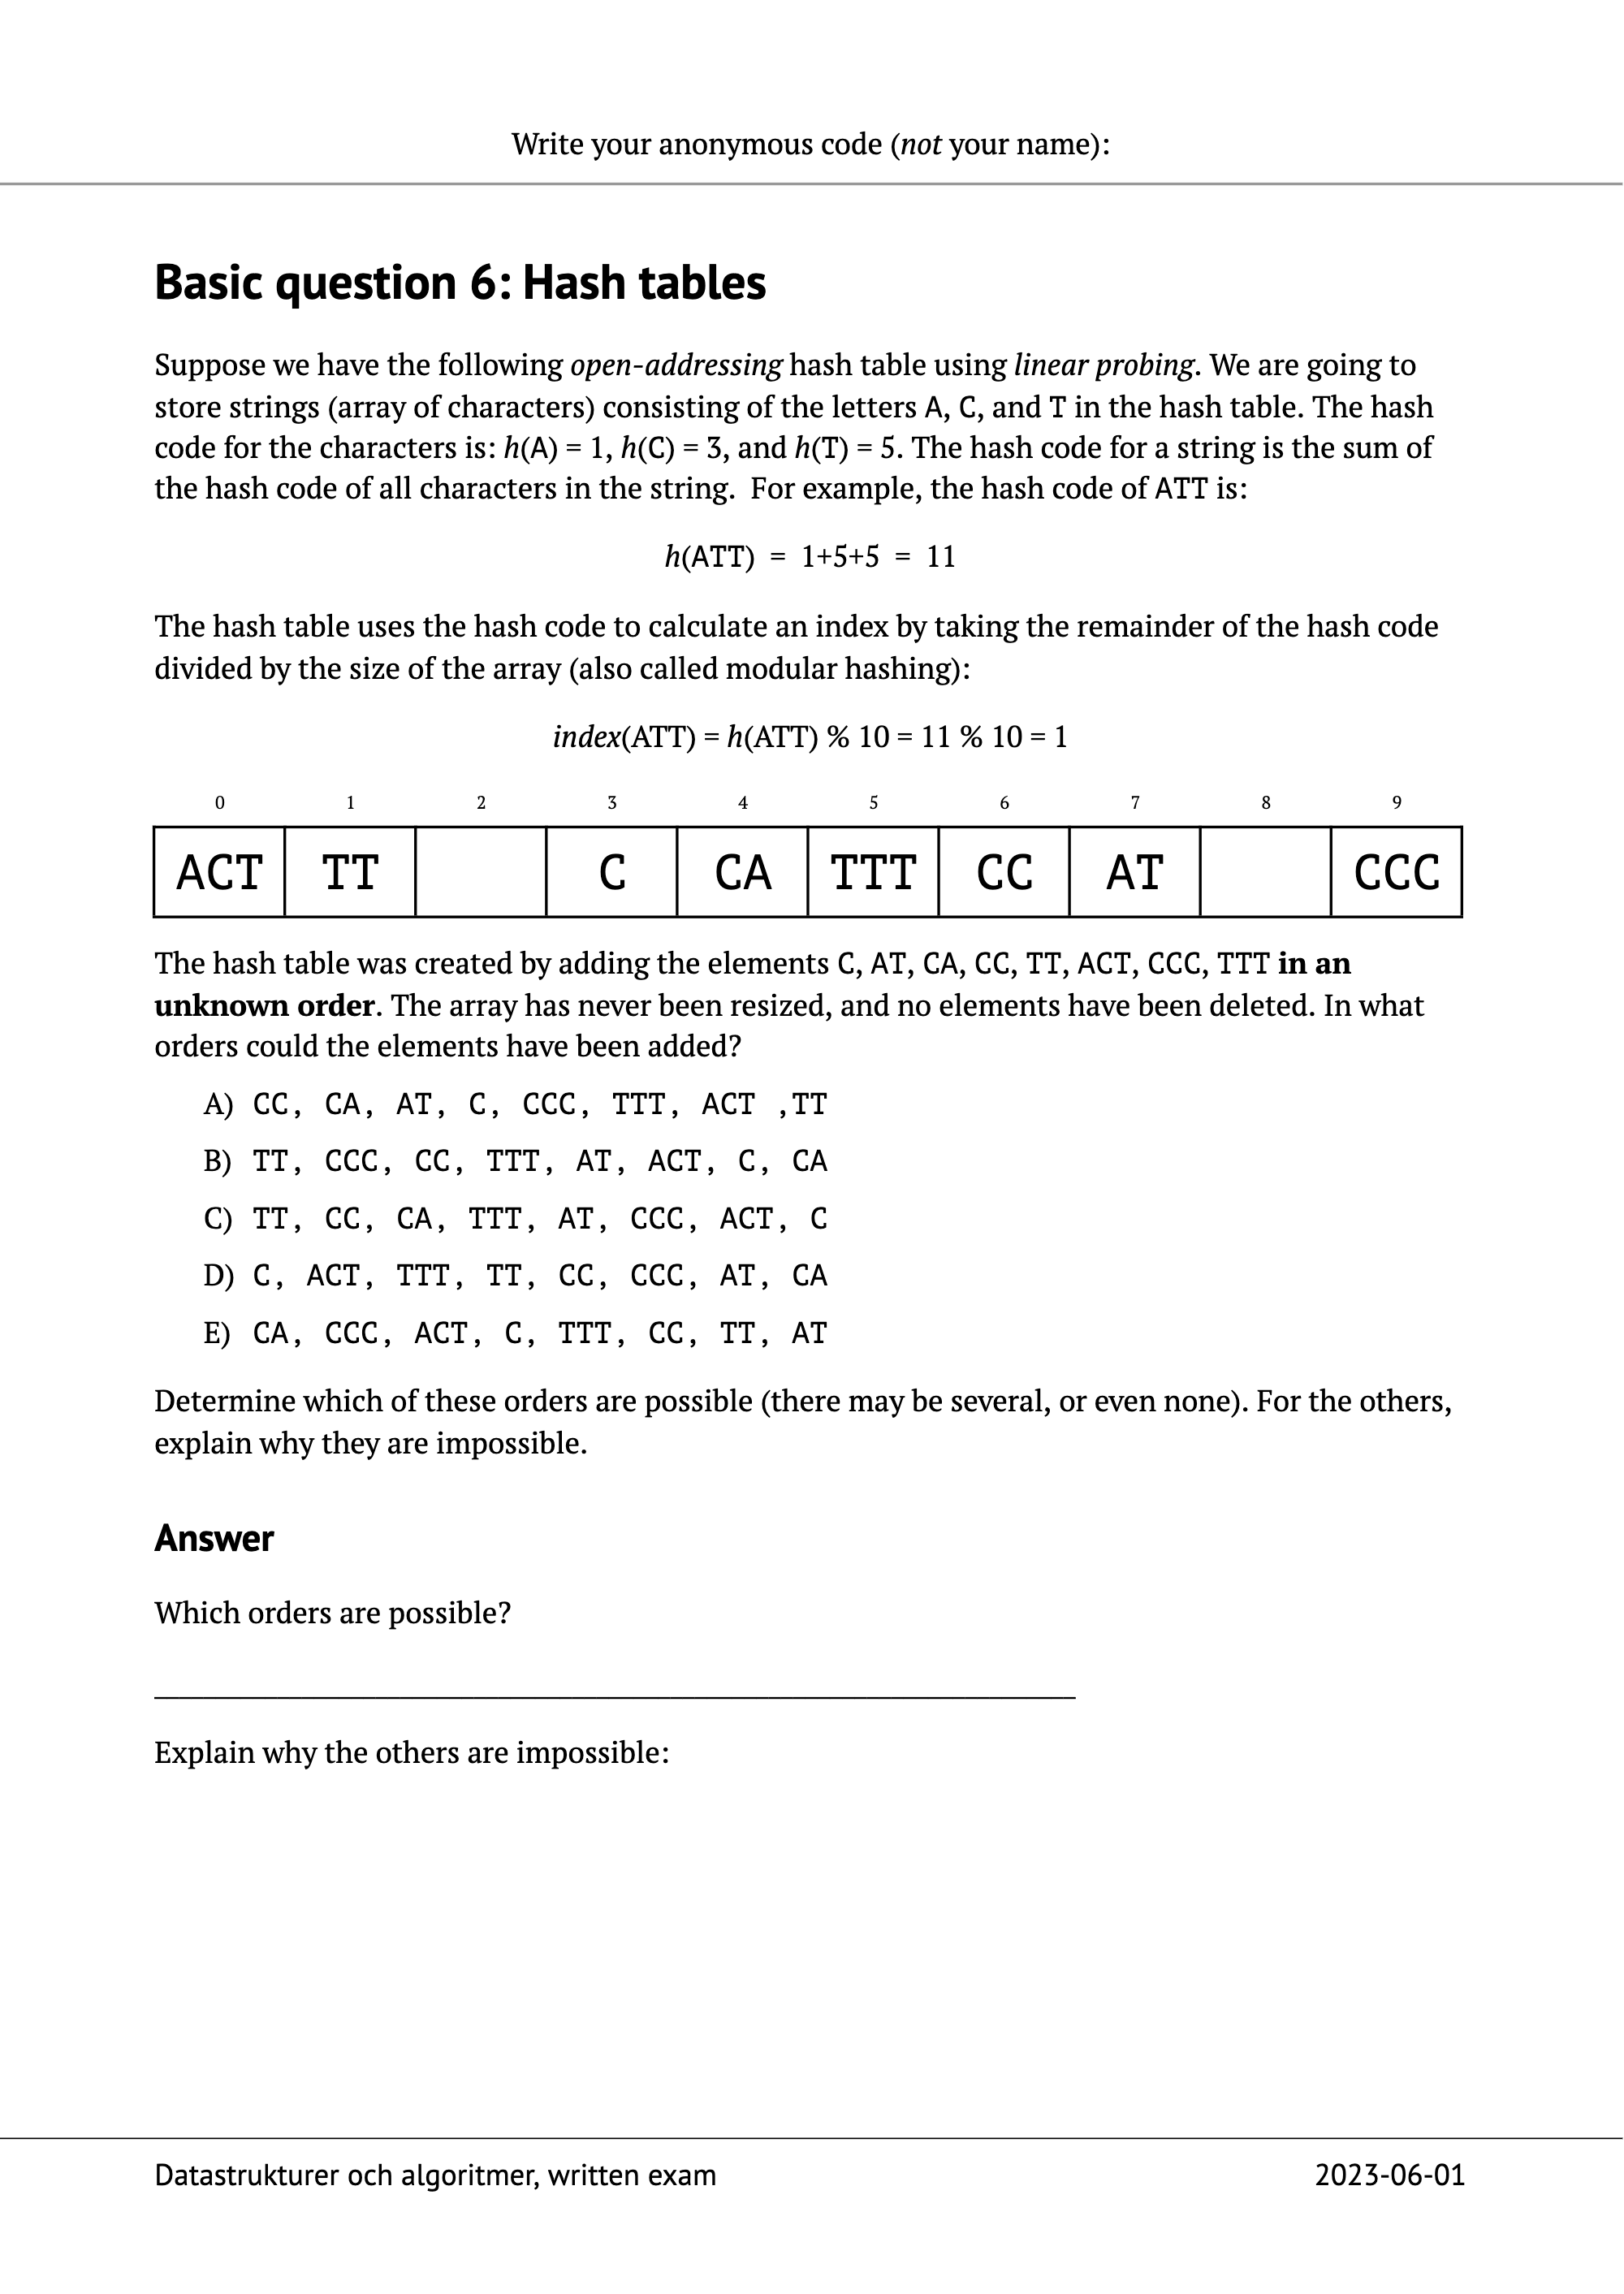 Write your anonymous code (not your name):
Basic question 6: Hash tables
Suppose we have the following open-addressing hash table using linear probing. We are going to
store strings (array of characters) consisting of the letters A, C, and T in the hash table. The hash
code for the characters is: h(A) = 1, h(C) = 3, and h(T) = 5. The hash code for a string is the sum of
the hash code of all characters in the string. For example, the hash code of ATT is:
h(ATT) = 1+5+5 = 11
The hash table uses the hash code to calculate an index by taking the remainder of the hash code
divided by the size of the array (also called modular hashing):
index(ATT) = h(ATT) % 10 = 11 % 10 = 1
0 1 2 3 4 5 6 7 8 9
ACT TT C CA TTT CC AT CCC
The hash table was created by adding the elements C, AT, CA, CC, TT, ACT, CCC, TTT in an
unknown order. The array has never been resized, and no elements have been deleted. In what
orders could the elements have been added?
A) CC, CA, AT, C, CCC, TTT, ACT ,TT
B) TT, CCC, CC, TTT, AT, ACT, C, CA
C) TT, CC, CA, TTT, AT, CCC, ACT, C
D) C, ACT, TTT, TT, CC, CCC, AT, CA
E) CA, CCC, ACT, C, TTT, CC, TT, AT
Determine which of these orders are possible (there may be several, or even none). For the others,
explain why they are impossible.
Answer
Which orders are possible?
Explain why the others are impossible:
Datastrukturer och algoritmer, written exam 2023-06-01